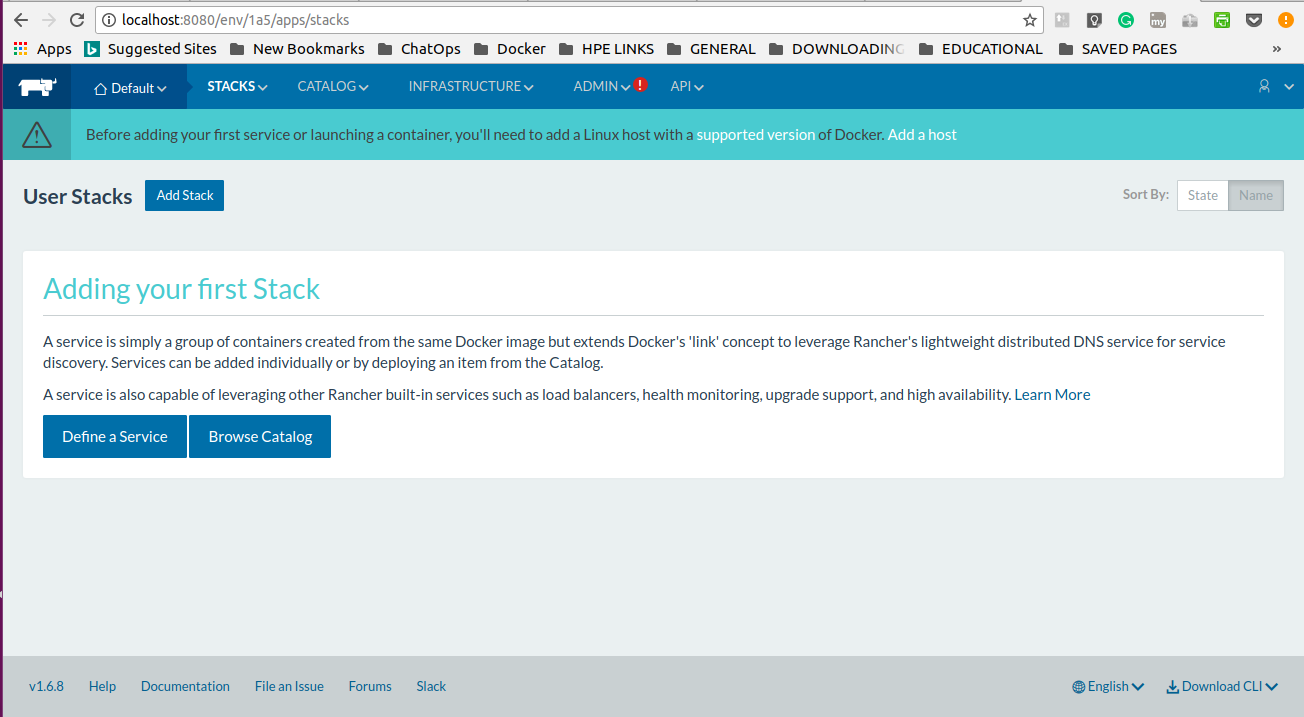 localhost:8080/env/1a5/apps/stacks
Apps Suggested Sites New Bookmarks ChatOps Docker HPE LINKS GENERAL DOWNLOADING EDUCATIONAL SAVED PAGES »
Default STACKS CATALOG INFRASTRUCTURE ADMIN ! API
Before adding your first service or launching a container, you'll need to add a Linux host with a supported version of Docker. Add a host
User Stacks Add Stack Sort By: State Name
Adding your first Stack
A service is simply a group of containers created from the same Docker image but extends Docker's 'link' concept to leverage Rancher's lightweight distributed DNS service for service
discovery. Services can be added individually or by deploying an item from the Catalog.
A service is also capable of leveraging other Rancher built-in services such as load balancers, health monitoring, upgrade support, and high availability. Learn More
Define a Service Browse Catalog
v1.6.8 Help Documentation File an Issue Forums Slack English Download CLI